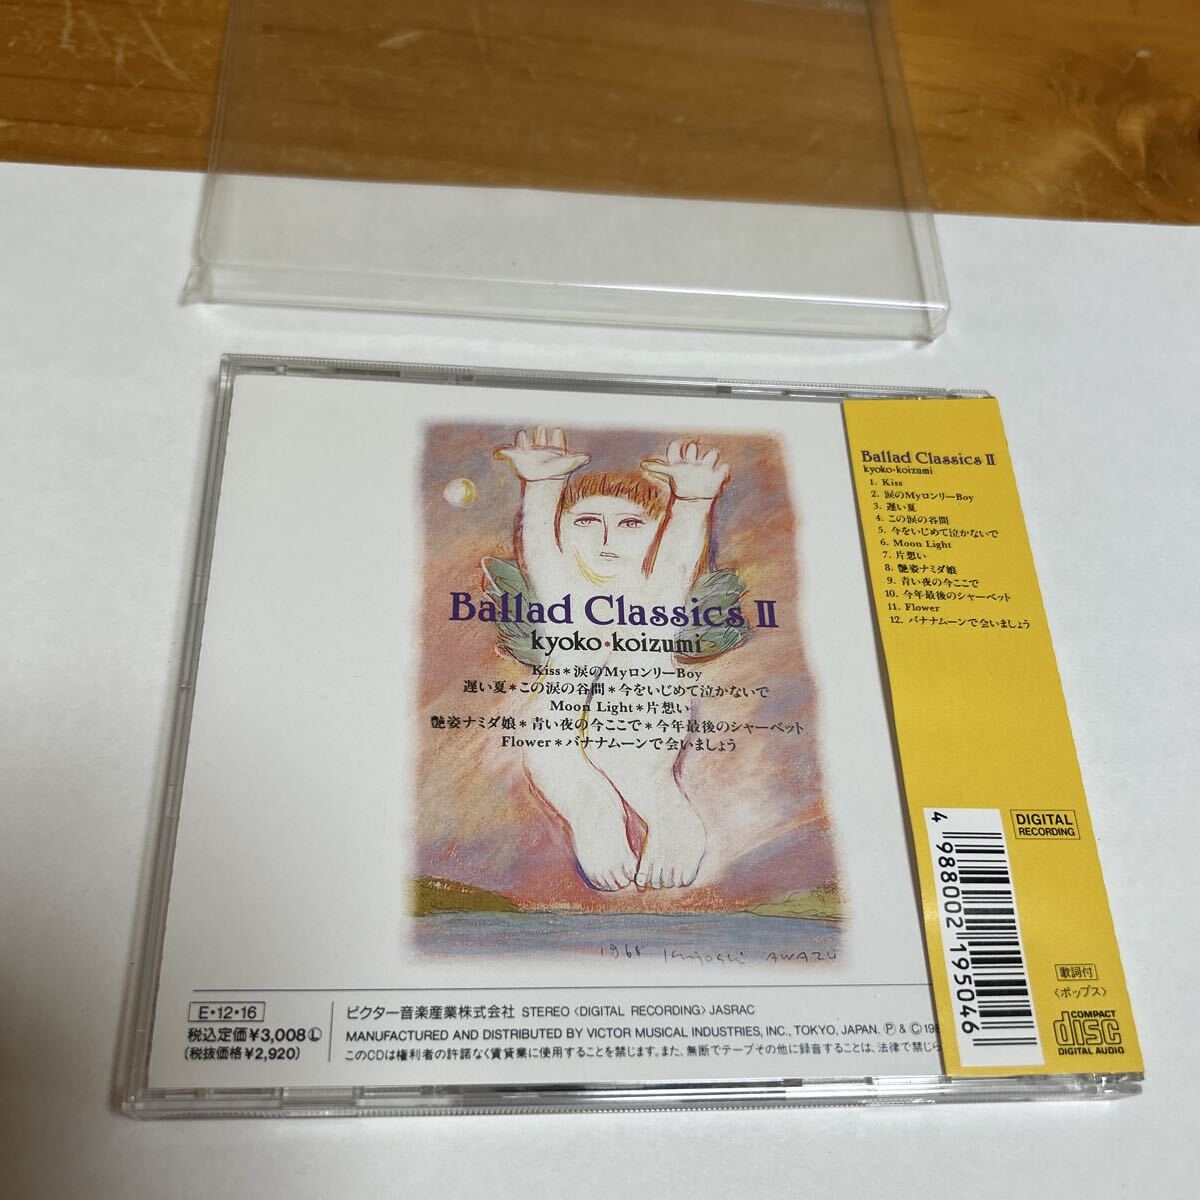 Ballad Classics II
kyoko・koizumi
Kiss＊涙のMyロンリーBoy
遅い夏＊この涙の谷間＊今をいじめて泣かないで
Moon Light＊片想い
艶姿ナミダ娘＊青い夜の今ここで＊今年最後のシャーベット
Flower＊バナナムーンで会いましょう
1968 Kiyoshi AWAZU
E・12・16
税込定価¥3,008Ⓛ
(税抜価格¥2,920)
ビクター音楽産業株式会社 STEREO〈DIGITAL RECORDING〉JASRAC
MANUFACTURED AND DISTRIBUTED BY VICTOR MUSICAL INDUSTRIES, INC., TOKYO, JAPAN. Ⓟ & Ⓒ 198
このCDは権利者の許諾なく賃貸業に使用することを禁じます。また、無断でテープその他に録音することは、法律で禁じら
Ballad Classics II
kyoko・koizumi
1. Kiss
2. 涙のMyロンリーBoy
3. 遅い夏
4. この涙の谷間
5. 今をいじめて泣かないで
6. Moon Light
7. 片想い
8. 艶姿ナミダ娘
9. 青い夜の今ここで
10. 今年最後のシャーベット
11. Flower
12. バナナムーンで会いましょう
DIGITAL
RECORDING
4 988002 195046
歌詞付
〈ポップス〉
COMPACT
disc
DIGITAL AUDIO